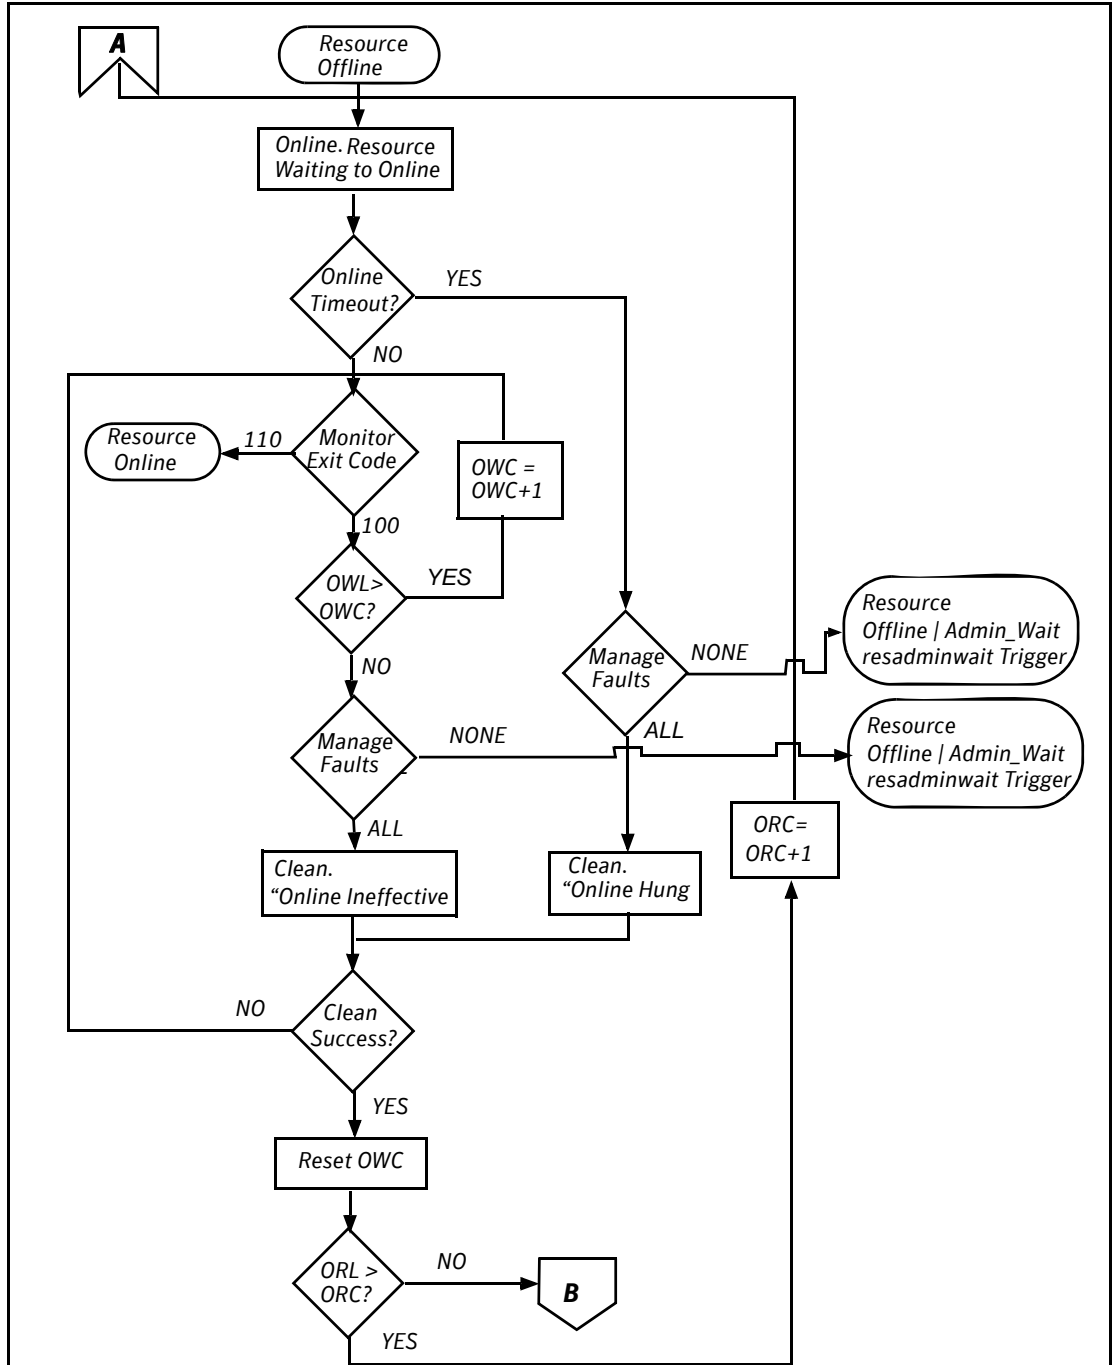 A
Resource
Offline
Online. Resource
Waiting to Online
Online
Timeout?
YES
NO
Resource
Online
110
Monitor
Exit Code
OWC =
OWC+1
100
OWL>
OWC?
YES
NO
Manage
Faults
NONE
Resource
Offline | Admin_Wait
resadminwait Trigger
ALL
Manage
Faults
NONE
Resource
Offline | Admin_Wait
resadminwait Trigger
ALL
ORC=
ORC+1
Clean.
“Online Ineffective
Clean.
“Online Hung
NO
Clean
Success?
YES
Reset OWC
ORL >
ORC?
NO
B
YES